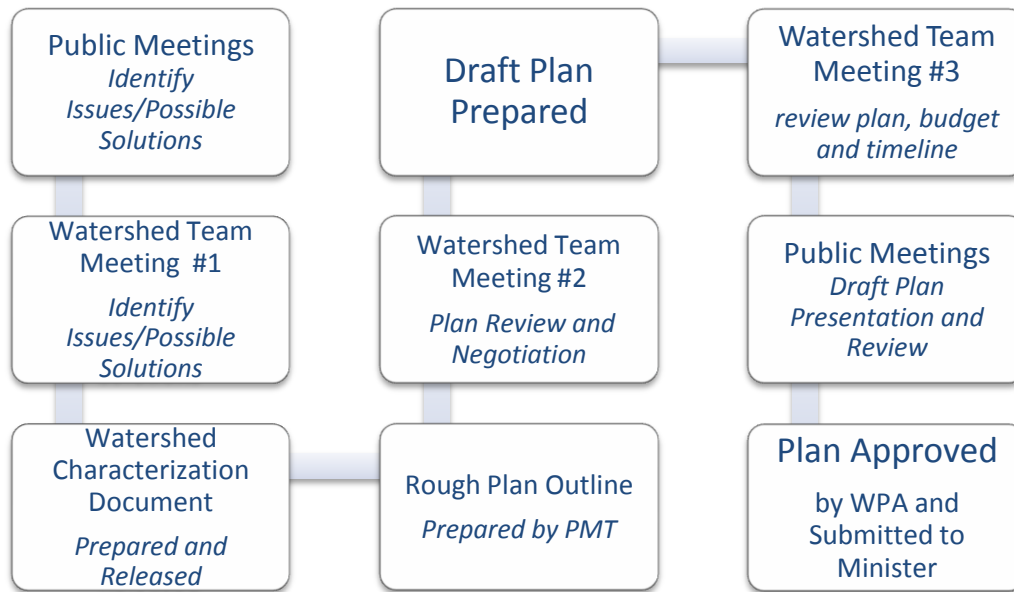 Public Meetings
Identify
Issues/Possible
Solutions
Watershed Team
Meeting #1
Identify
Issues/Possible
Solutions
Watershed
Characterization
Document
Prepared and
Released
Rough Plan Outline
Prepared by PMT
Watershed Team
Meeting #2
Plan Review and
Negotiation
Draft Plan
Prepared
Watershed Team
Meeting #3
review plan, budget
and timeline
Public Meetings
Draft Plan
Presentation and
Review
Plan Approved
by WPA and
Submitted to
Minister